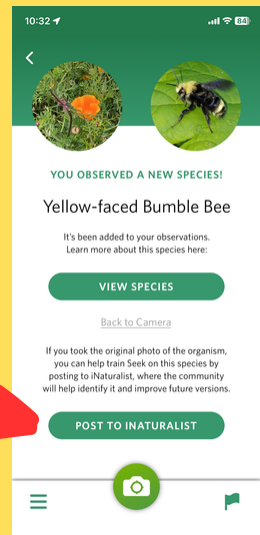 10:32
84
YOU OBSERVED A NEW SPECIES!
Yellow-faced Bumble Bee
It's been added to your observations.
Learn more about this species here:
VIEW SPECIES
Back to Camera
If you took the original photo of the organism,
you can help train Seek on this species by
posting to iNaturalist, where the community
will help identify it and improve future versions.
POST TO INATURALIST